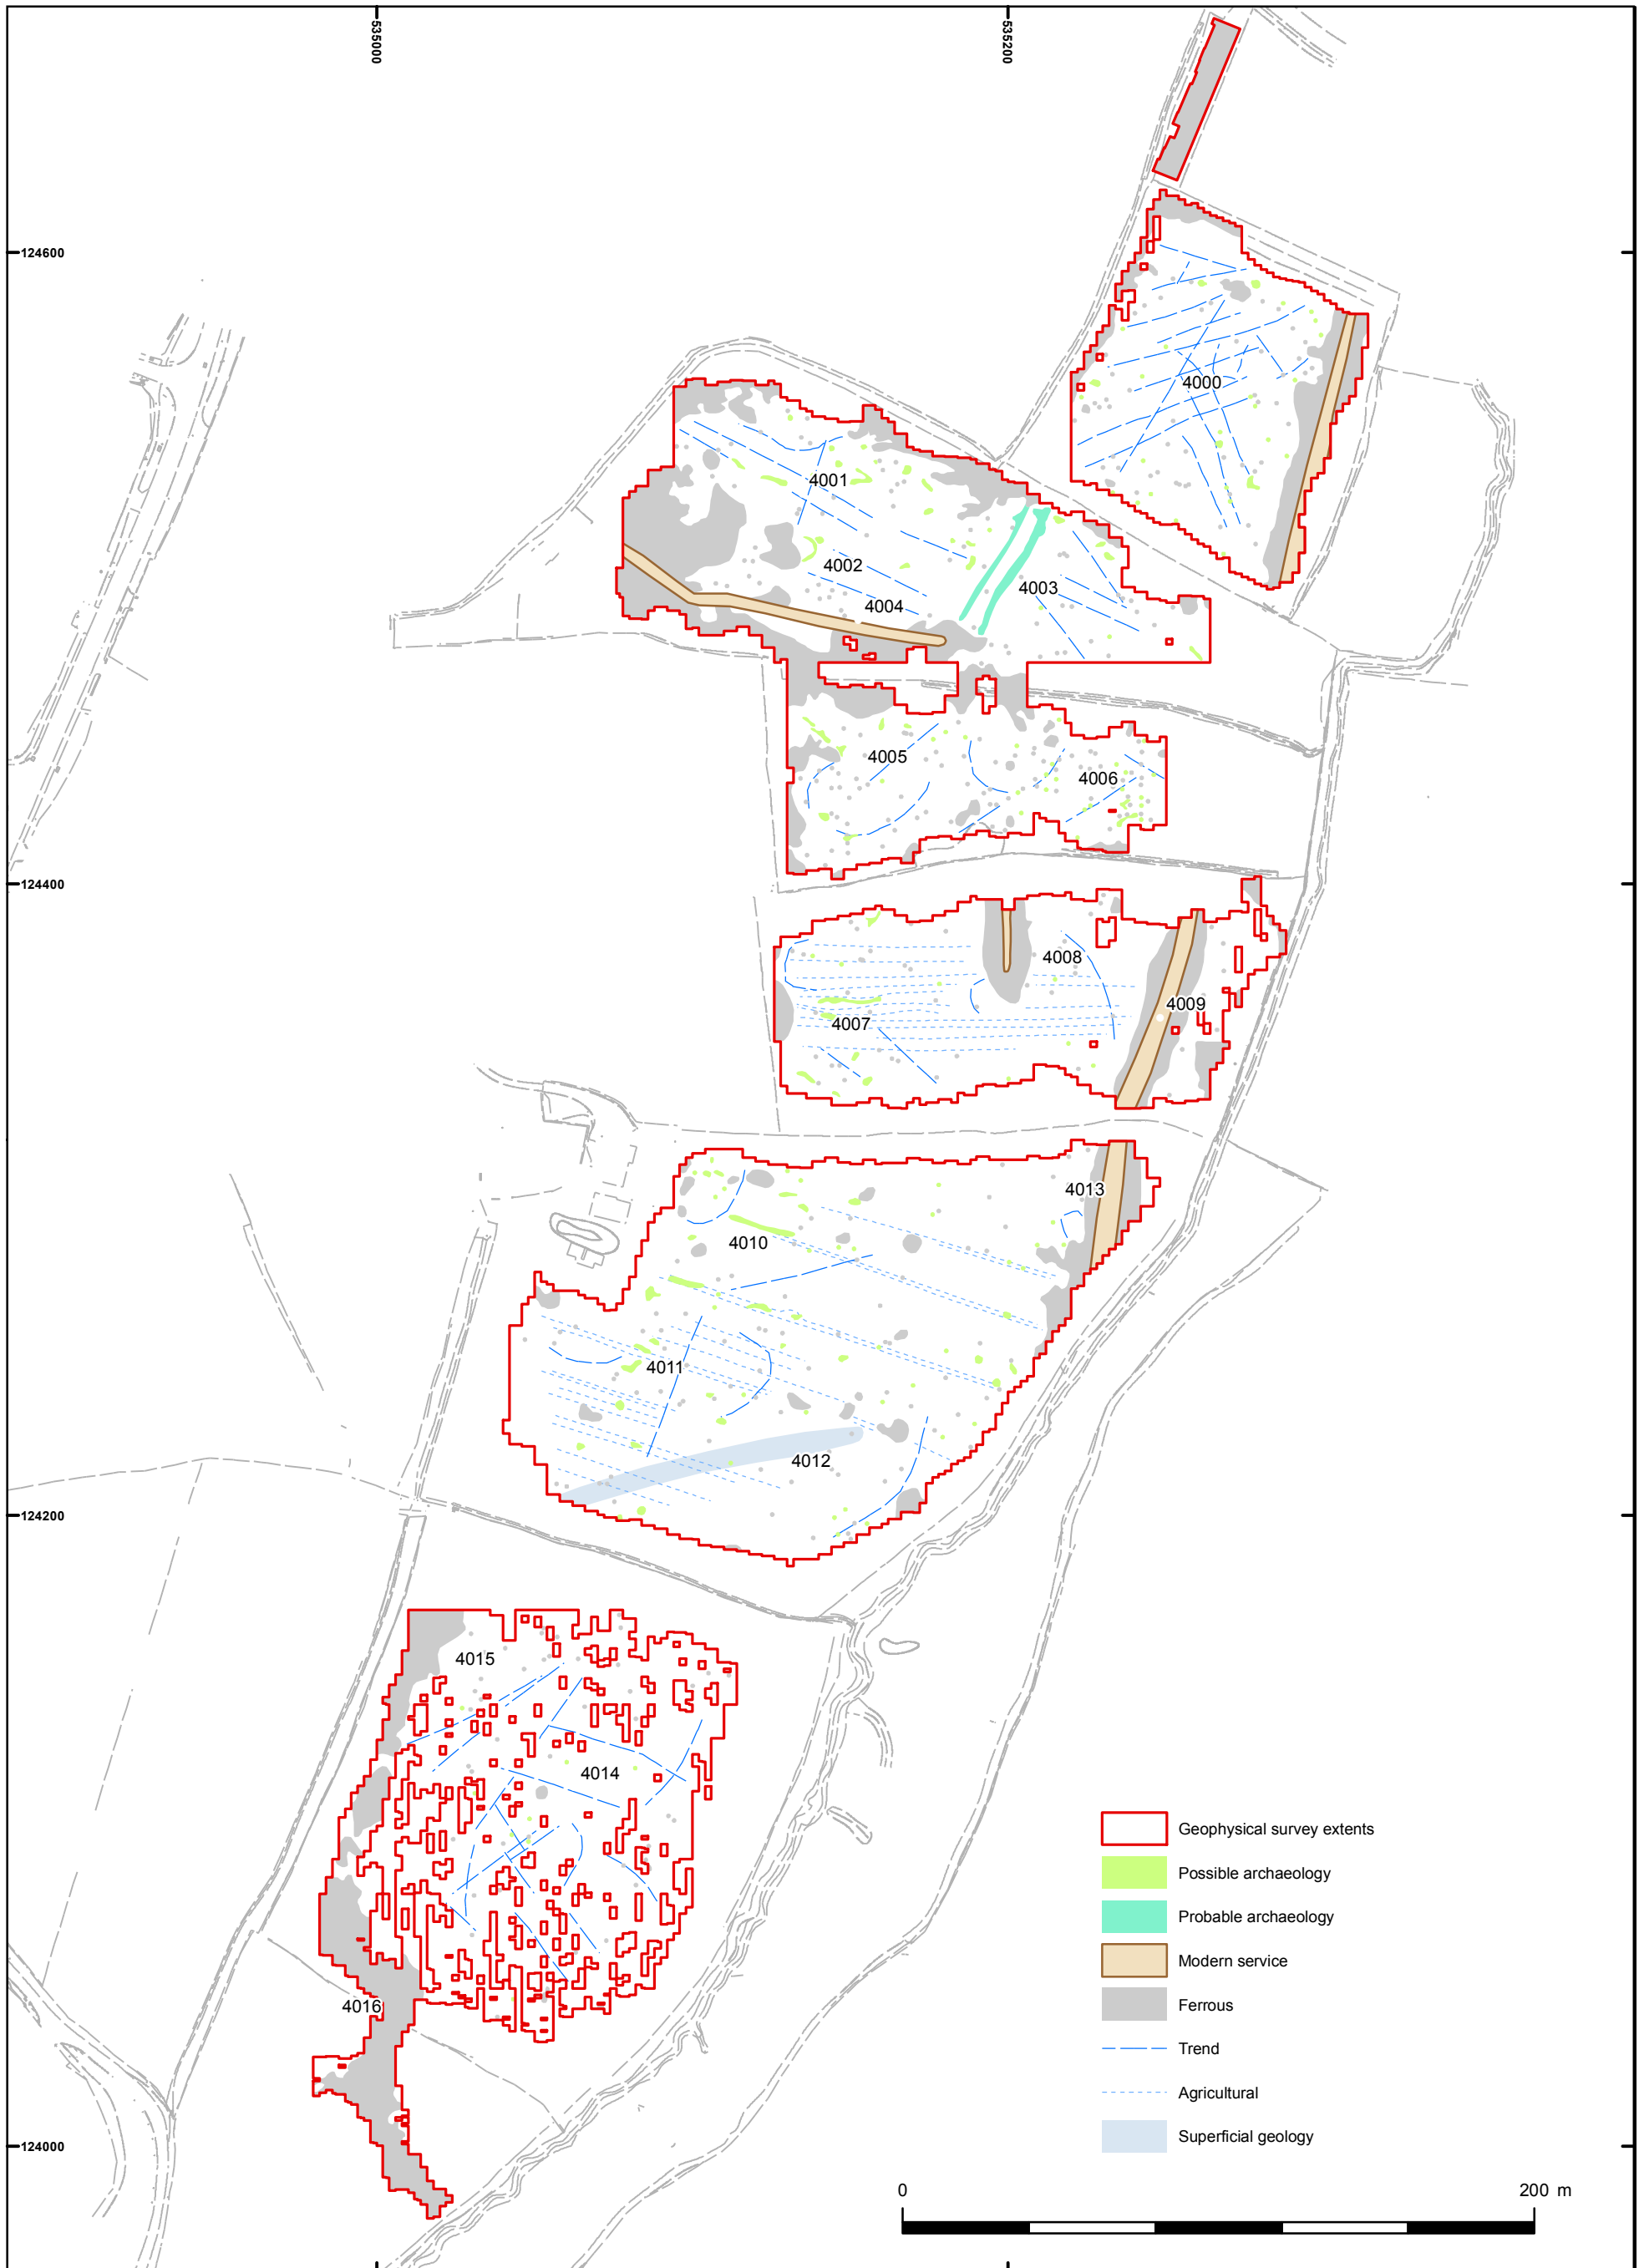 535000
535200
124600
4000
4001
4002
4003
4004
4005
4006
124400
4008
4009
4007
4013
4010
4011
4012
124200
4015
4014
4016
124000
Geophysical survey extents
Possible archaeology
Probable archaeology
Modern service
Ferrous
Trend
Agricultural
Superficial geology
0 200 m